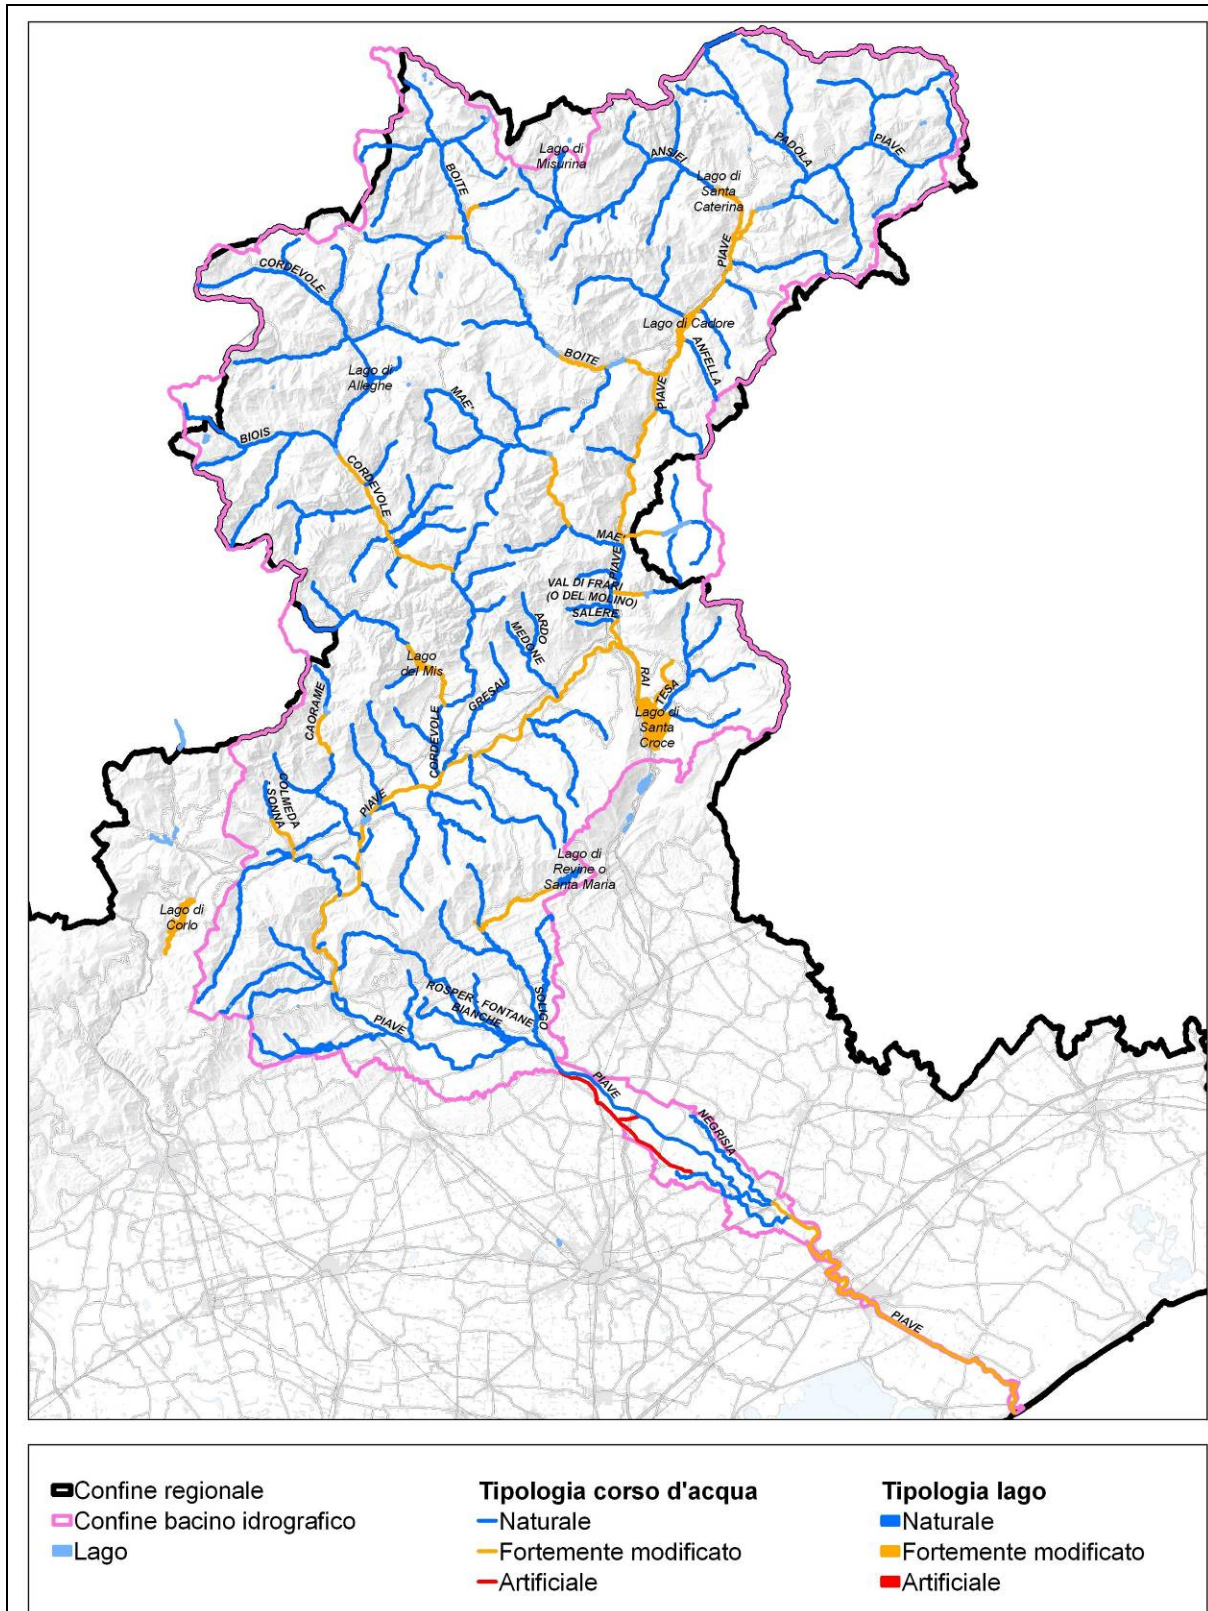 Lago di
Misurina
ANSIEI
PADOLA
PIAVE
BOITE
Lago di
Santa
Caterina
PIAVE
CORDEVOLE
Lago di Cadore
ANFELLA
BOITE
Lago di
Alleghe
MAE'
PIAVE
BIOIS
CORDEVOLE
MAE'
PIAVE
VAL DI FRARI
(O DEL MOLINO)
SALERE
ARDO
MEDONE
Lago
del Mis
RAI
TESA
GRESAL
CAORAME
Lago di
Santa
Croce
CORDEVOLE
COLMEDA
SONNA
PIAVE
Lago di
Revine o
Santa Maria
Lago di
Corlo
ROSPER - FONTANE
BIANCHE
SOLIGO
PIAVE
PIAVE
NEGRISIA
PIAVE
Confine regionale
Confine bacino idrografico
Lago
Tipologia corso d'acqua
Naturale
Fortemente modificato
Artificiale
Tipologia lago
Naturale
Fortemente modificato
Artificiale